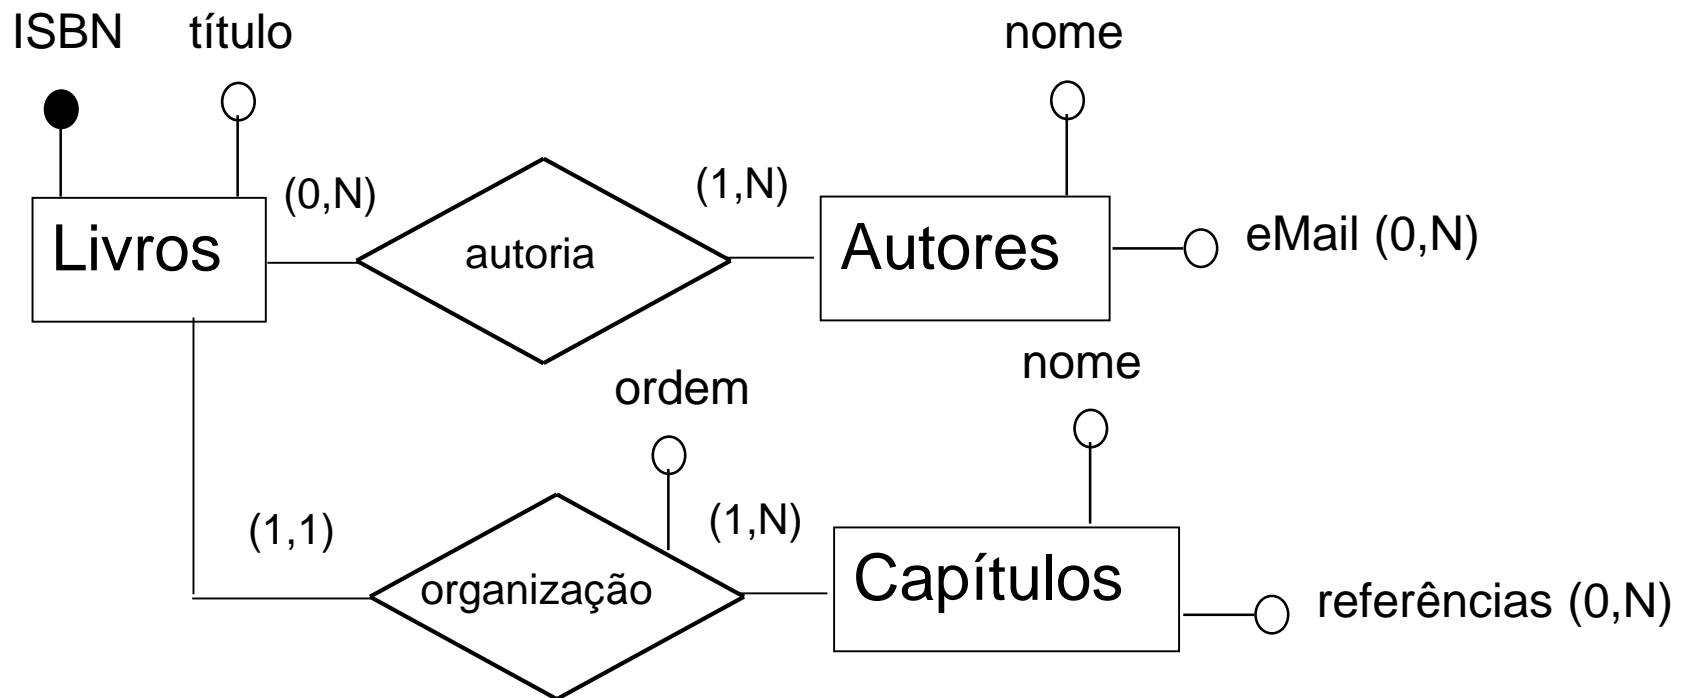 ISBN título nome
(0,N) (1,N)
Livros autoria Autores eMail (0,N)
ordem nome
(1,1) (1,N)
organização Capítulos referências (0,N)